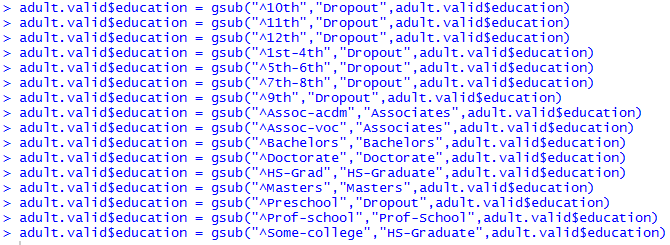 > adult.valid$education = gsub("^10th","Dropout",adult.valid$education)
> adult.valid$education = gsub("^11th","Dropout",adult.valid$education)
> adult.valid$education = gsub("^12th","Dropout",adult.valid$education)
> adult.valid$education = gsub("^1st-4th","Dropout",adult.valid$education)
> adult.valid$education = gsub("^5th-6th","Dropout",adult.valid$education)
> adult.valid$education = gsub("^7th-8th","Dropout",adult.valid$education)
> adult.valid$education = gsub("^9th","Dropout",adult.valid$education)
> adult.valid$education = gsub("^Assoc-acdm","Associates",adult.valid$education)
> adult.valid$education = gsub("^Assoc-voc","Associates",adult.valid$education)
> adult.valid$education = gsub("^Bachelors","Bachelors",adult.valid$education)
> adult.valid$education = gsub("^Doctorate","Doctorate",adult.valid$education)
> adult.valid$education = gsub("^HS-Grad","HS-Graduate",adult.valid$education)
> adult.valid$education = gsub("^Masters","Masters",adult.valid$education)
> adult.valid$education = gsub("^Preschool","Dropout",adult.valid$education)
> adult.valid$education = gsub("^Prof-school","Prof-School",adult.valid$education)
> adult.valid$education = gsub("^Some-college","HS-Graduate",adult.valid$education)